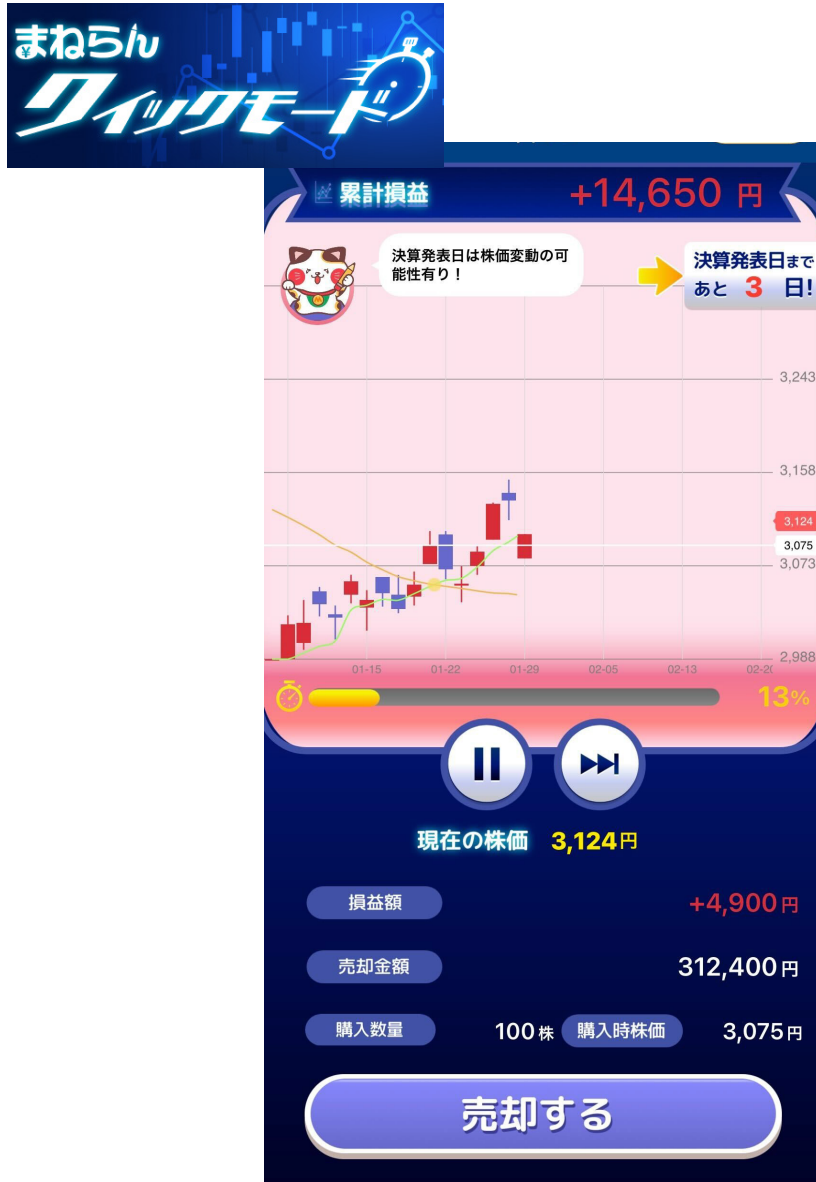 まねらん
クイックモード
累計損益 +14,650 円
決算発表日は株価変動の可
能性有り！
決算発表日まで
あと 3 日!
3,243
3,158
3,124
3,075
3,073
2,988
01-15 01-22 01-29 02-05 02-13
13%
現在の株価 3,124円
損益額 +4,900円
売却金額 312,400円
購入数量 100株 購入時株価 3,075円
売却する